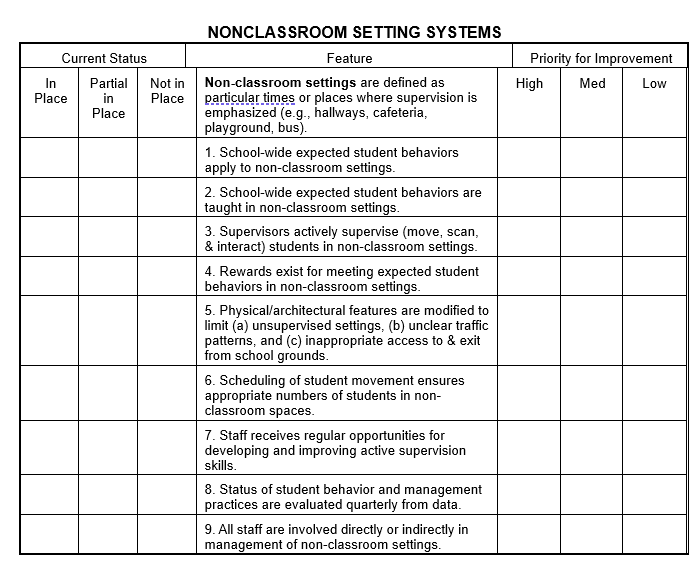 NONCLASSROOM SETTING SYSTEMS
Current Status Feature Priority for Improvement
In Place
Partial in Place
Not in Place
Non-classroom settings are defined as
particular times or places where supervision is
emphasized (e.g., hallways, cafeteria,
playground, bus).
High Med Low
1. School-wide expected student behaviors
apply to non-classroom settings.
2. School-wide expected student behaviors are
taught in non-classroom settings.
3. Supervisors actively supervise (move, scan,
& interact) students in non-classroom settings.
4. Rewards exist for meeting expected student
behaviors in non-classroom settings.
5. Physical/architectural features are modified to
limit (a) unsupervised settings, (b) unclear traffic
patterns, and (c) inappropriate access to & exit
from school grounds.
6. Scheduling of student movement ensures
appropriate numbers of students in non-
classroom spaces.
7. Staff receives regular opportunities for
developing and improving active supervision
skills.
8. Status of student behavior and management
practices are evaluated quarterly from data.
9. All staff are involved directly or indirectly in
management of non-classroom settings.